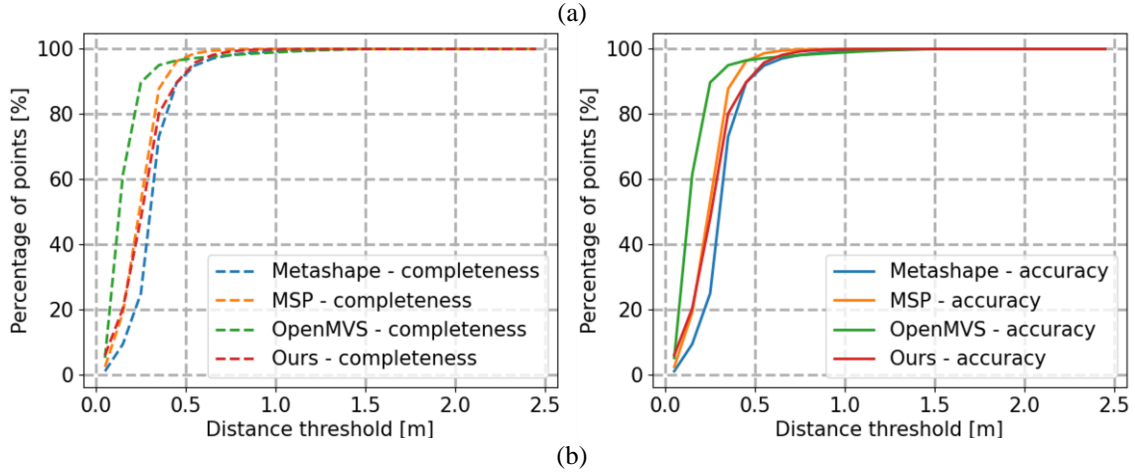 (a)
100
80
60
40
20
0
Percentage of points [%]
Metashape - completeness
MSP - completeness
OpenMVS - completeness
Ours - completeness
0.0 0.5 1.0 1.5 2.0 2.5
Distance threshold [m]
100
80
60
40
20
0
Percentage of points [%]
Metashape - accuracy
MSP - accuracy
OpenMVS - accuracy
Ours - accuracy
0.0 0.5 1.0 1.5 2.0 2.5
Distance threshold [m]
(b)